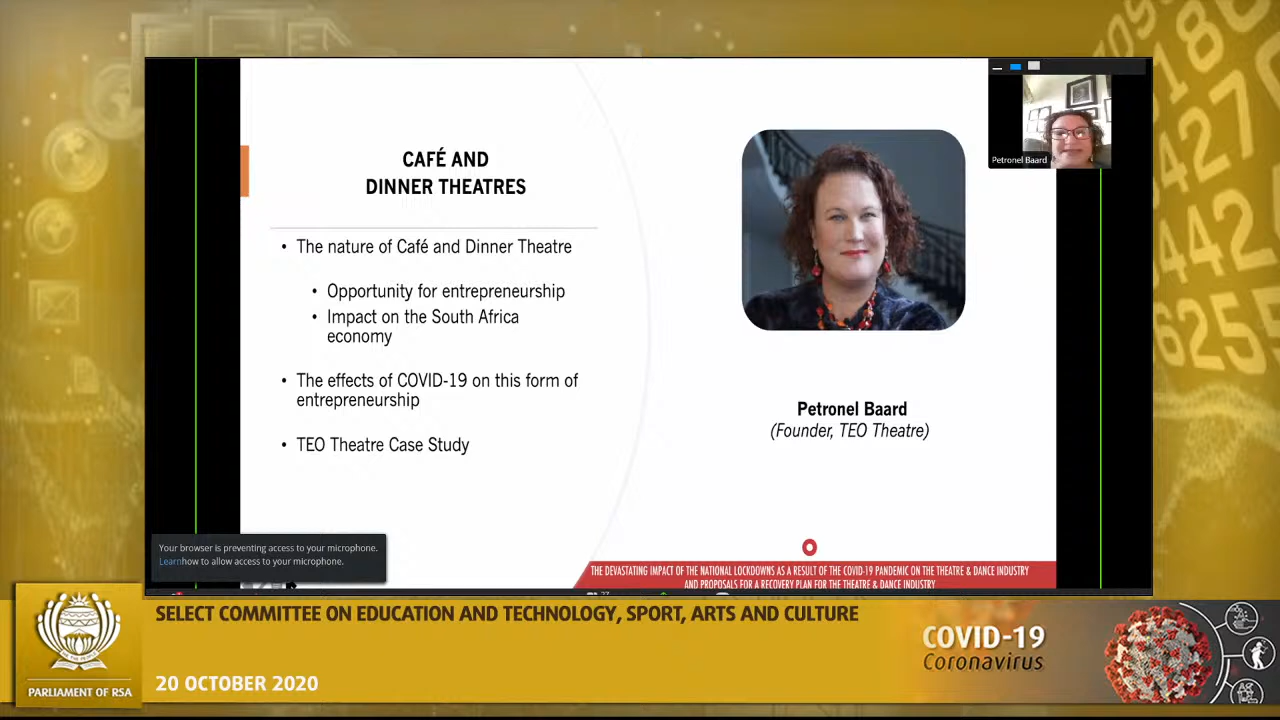 CAFÉ AND
DINNER THEATRES
• The nature of Café and Dinner Theatre
• Opportunity for entrepreneurship
• Impact on the South Africa
economy
• The effects of COVID-19 on this form of
entrepreneurship
• TEO Theatre Case Study
Petronel Baard
Petronel Baard
(Founder, TEO Theatre)
Your browser is preventing access to your microphone.
Learnhow to allow access to your microphone.
THE DEVASTATING IMPACT OF THE NATIONAL LOCKDOWNS AS A RESULT OF THE COVID-19 PANDEMIC ON THE THEATRE & DANCE INDUSTRY
AND PROPOSALS FOR A RECOVERY PLAN FOR THE THEATRE & DANCE INDUSTRY
SELECT COMMITTEE ON EDUCATION AND TECHNOLOGY, SPORT, ARTS AND CULTURE
20 OCTOBER 2020
PARLIAMENT OF RSA
COVID-19
Coronavirus